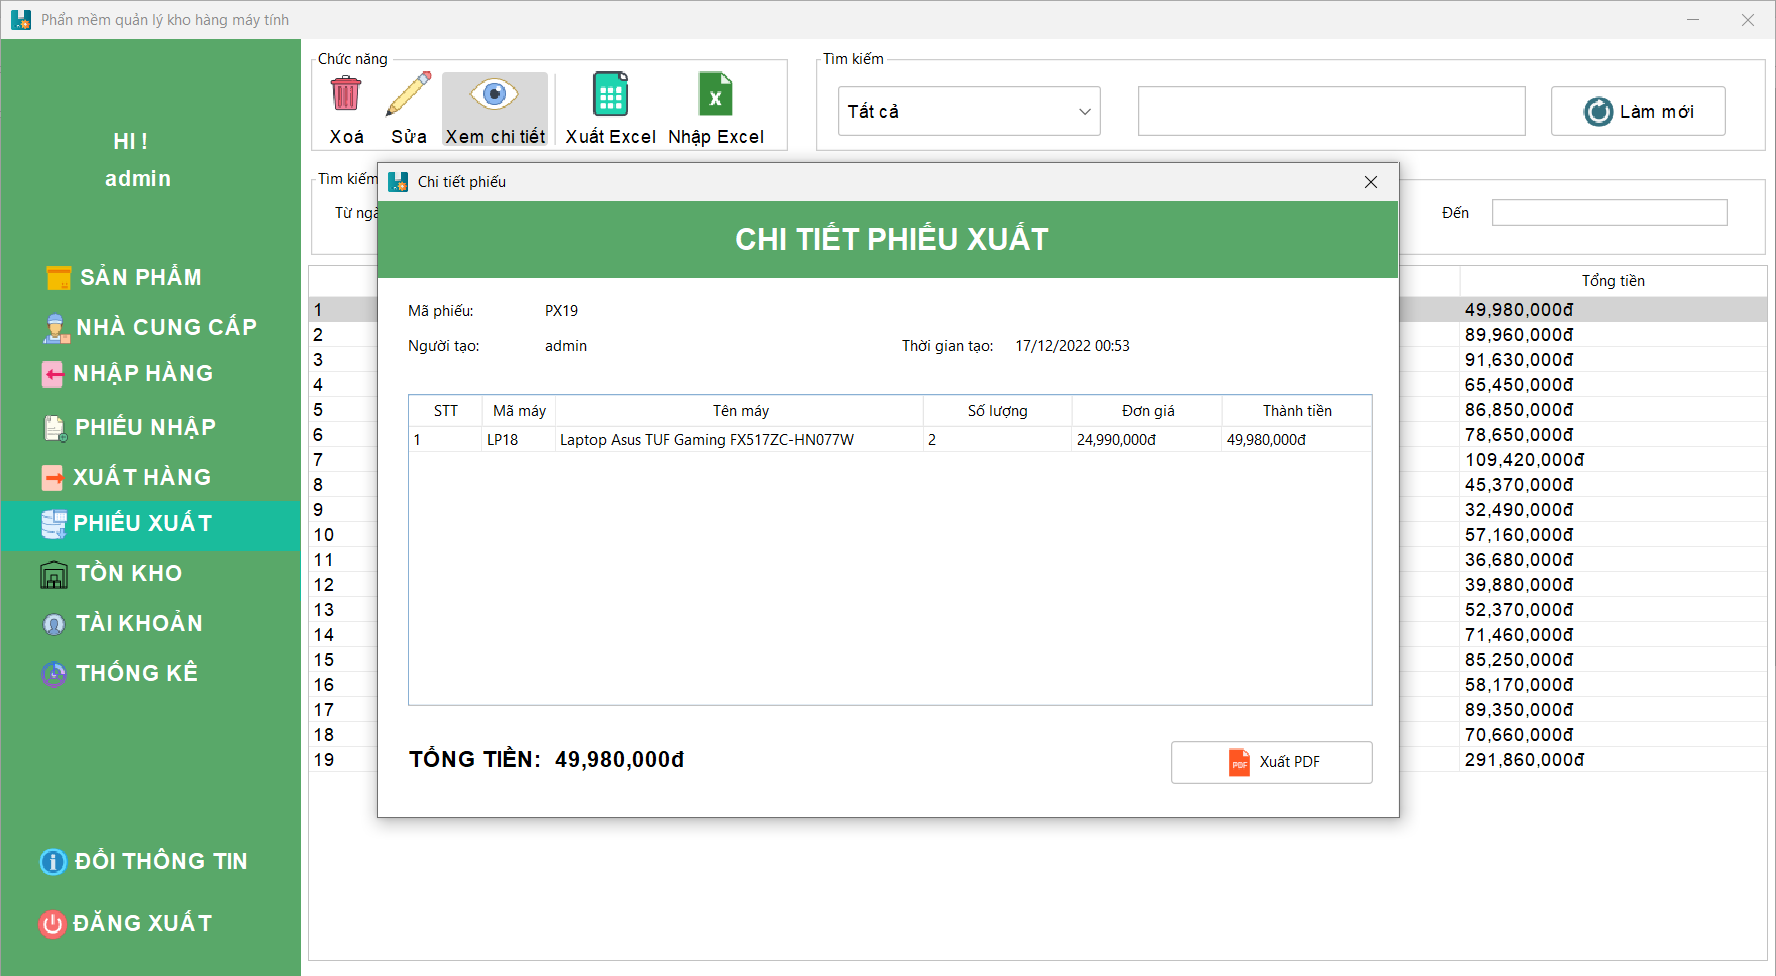 Phần mềm quản lý kho hàng máy tính
HI !
admin
SẢN PHẨM
NHÀ CUNG CẤP
NHẬP HÀNG
PHIẾU NHẬP
XUẤT HÀNG
PHIẾU XUẤT
TỒN KHO
TÀI KHOẢN
THỐNG KÊ
ĐỔI THÔNG TIN
ĐĂNG XUẤT
Chức năng
Xoá Sửa Xem chi tiết Xuất Excel Nhập Excel
Tìm kiếm
Tất cả
Làm mới
Tìm kiếm
Từ ngà
Đến
Tổng tiền
1 49,980,000đ
2 89,960,000đ
3 91,630,000đ
4 65,450,000đ
5 86,850,000đ
6 78,650,000đ
7 109,420,000đ
8 45,370,000đ
9 32,490,000đ
10 57,160,000đ
11 36,680,000đ
12 39,880,000đ
13 52,370,000đ
14 71,460,000đ
15 85,250,000đ
16 58,170,000đ
17 89,350,000đ
18 70,660,000đ
19 291,860,000đ
Chi tiết phiếu
CHI TIẾT PHIẾU XUẤT
Mã phiếu: PX19
Người tạo: admin Thời gian tạo: 17/12/2022 00:53
STT Mã máy Tên máy Số lượng Đơn giá Thành tiền
1 LP18 Laptop Asus TUF Gaming FX517ZC-HN077W 2 24,990,000đ 49,980,000đ
TỔNG TIỀN: 49,980,000đ
PDF Xuất PDF